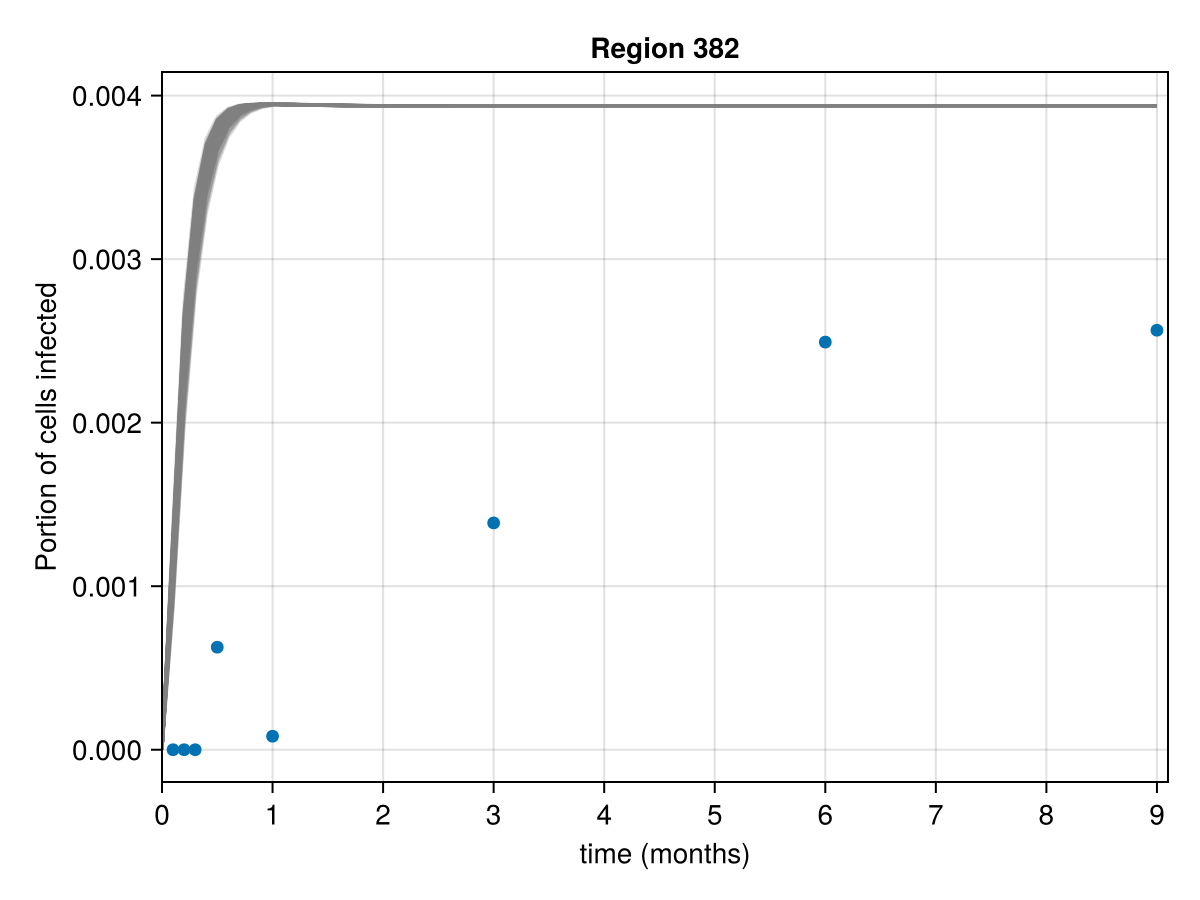 Region 382
0.004
0.003
0.002
0.001
0.000
Portion of cells infected
0 1 2 3 4 5 6 7 8 9
time (months)